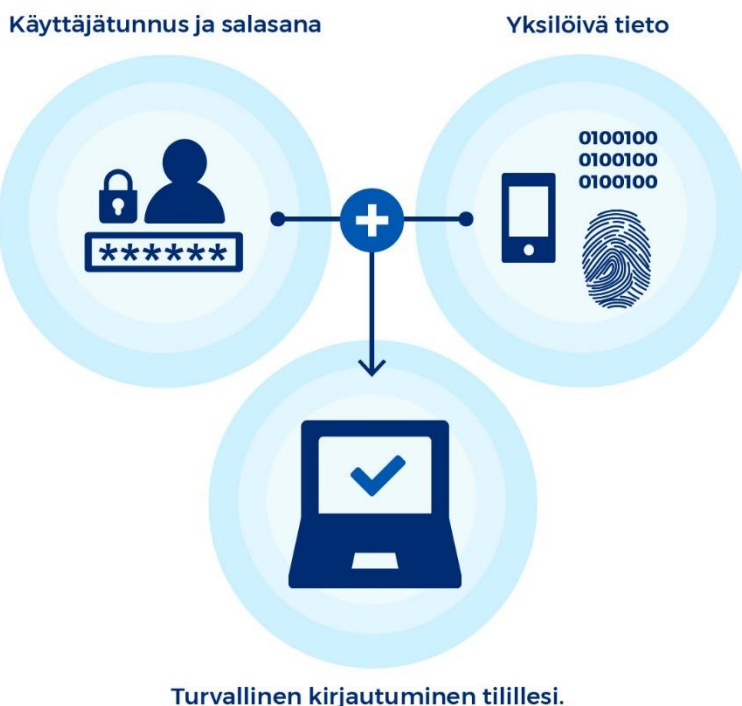 Käyttäjätunnus ja salasana
Yksilöivä tieto
0100100
0100100
0100100
******
Turvallinen kirjautuminen tilillesi.